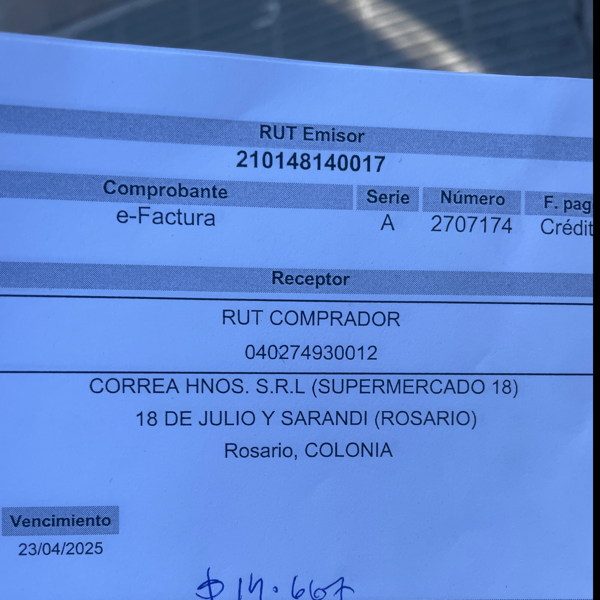 RUT Emisor
210148140017
Comprobante Serie Número F. pag
e-Factura A 2707174 Crédit
Receptor
RUT COMPRADOR
040274930012
CORREA HNOS. S.R.L (SUPERMERCADO 18)
18 DE JULIO Y SARANDI (ROSARIO)
Rosario, COLONIA
Vencimiento
23/04/2025